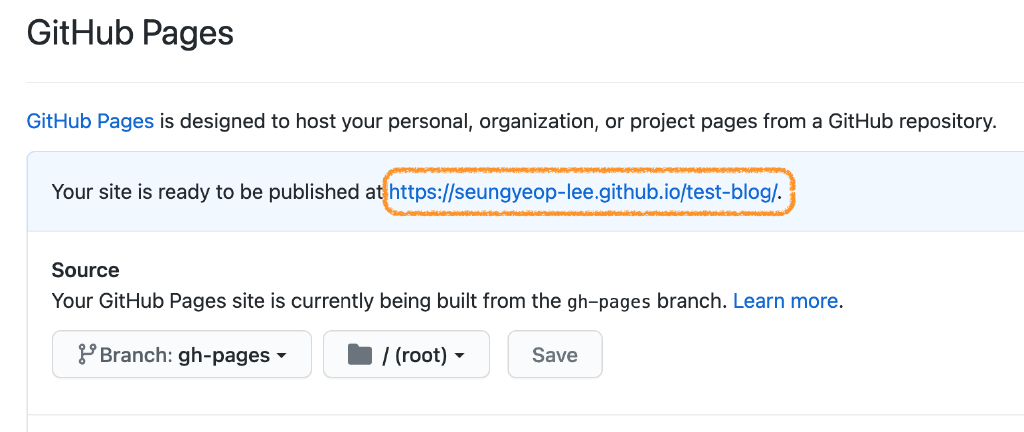 GitHub Pages
GitHub Pages is designed to host your personal, organization, or project pages from a GitHub repository.
Your site is ready to be published at https://seungyeop-lee.github.io/test-blog/.
Source
Your GitHub Pages site is currently being built from the gh-pages branch. Learn more.
Branch: gh-pages / (root) Save